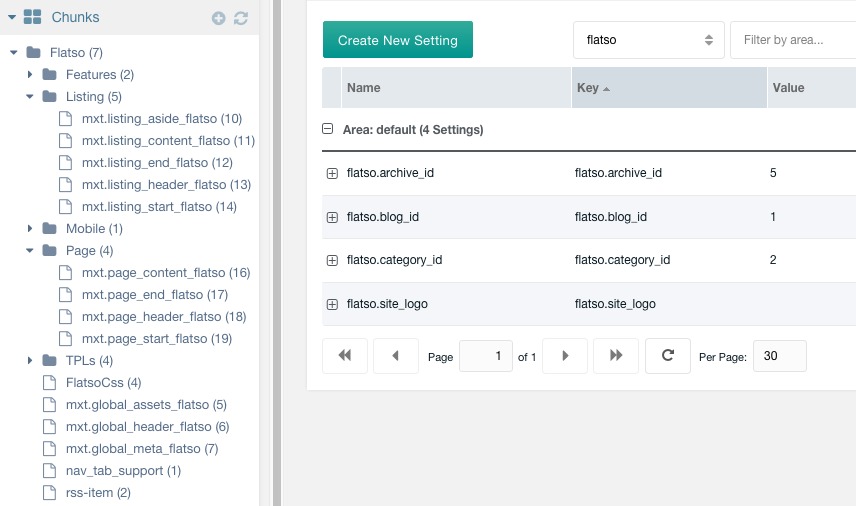 Chunks
Flatso (7)
Features (2)
Listing (5)
mxt.listing_aside_flatso (10)
mxt.listing_content_flatso (11)
mxt.listing_end_flatso (12)
mxt.listing_header_flatso (13)
mxt.listing_start_flatso (14)
Mobile (1)
Page (4)
mxt.page_content_flatso (16)
mxt.page_end_flatso (17)
mxt.page_header_flatso (18)
mxt.page_start_flatso (19)
TPLs (4)
FlatsoCss (4)
mxt.global_assets_flatso (5)
mxt.global_header_flatso (6)
mxt.global_meta_flatso (7)
nav_tab_support (1)
rss-item (2)
Create New Setting flatso Filter by area...
Name Key Value
Area: default (4 Settings)
flatso.archive_id flatso.archive_id 5
flatso.blog_id flatso.blog_id 1
flatso.category_id flatso.category_id 2
flatso.site_logo flatso.site_logo
Page 1 of 1 Per Page: 30